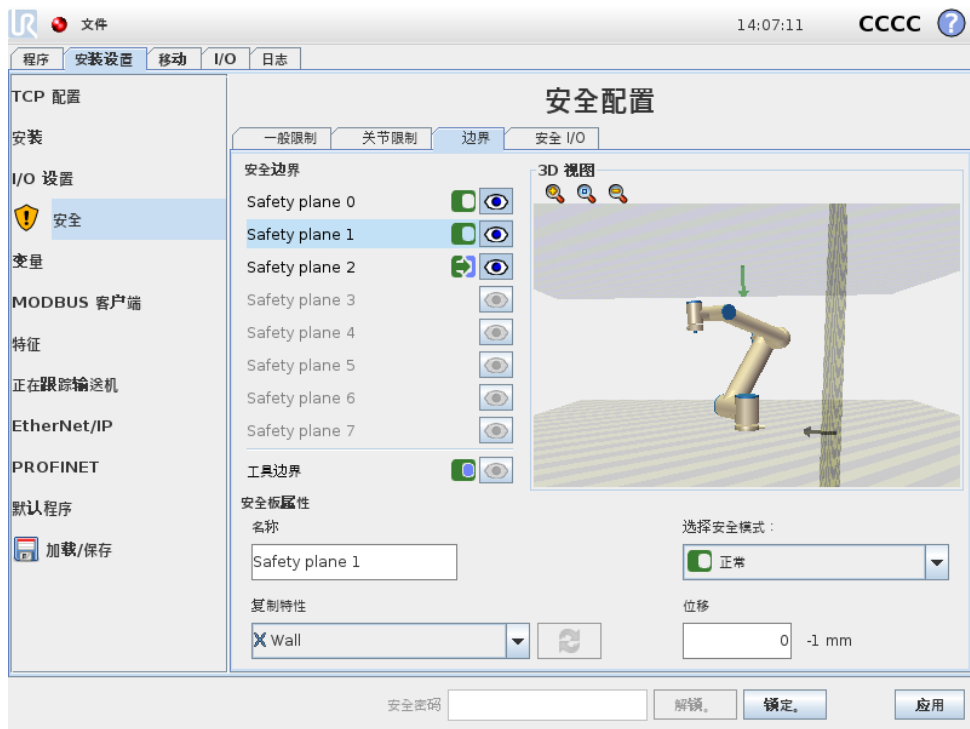 UR 文件 14:07:11 CCCC ?
程序 安装设置 移动 I/O 日志
TCP 配置
安装
I/O 设置
安全
变量
MODBUS 客户端
特征
正在跟踪输送机
EtherNet/IP
PROFINET
默认程序
加载/保存
安全配置
一般限制 关节限制 边界 安全 I/O
安全边界
Safety plane 0
Safety plane 1
Safety plane 2
Safety plane 3
Safety plane 4
Safety plane 5
Safety plane 6
Safety plane 7
工具边界
3D 视图
安全板属性
名称
Safety plane 1
复制特性
Wall
选择安全模式：
正常
位移
0 -1 mm
安全密码 解锁。 锁定。 应用